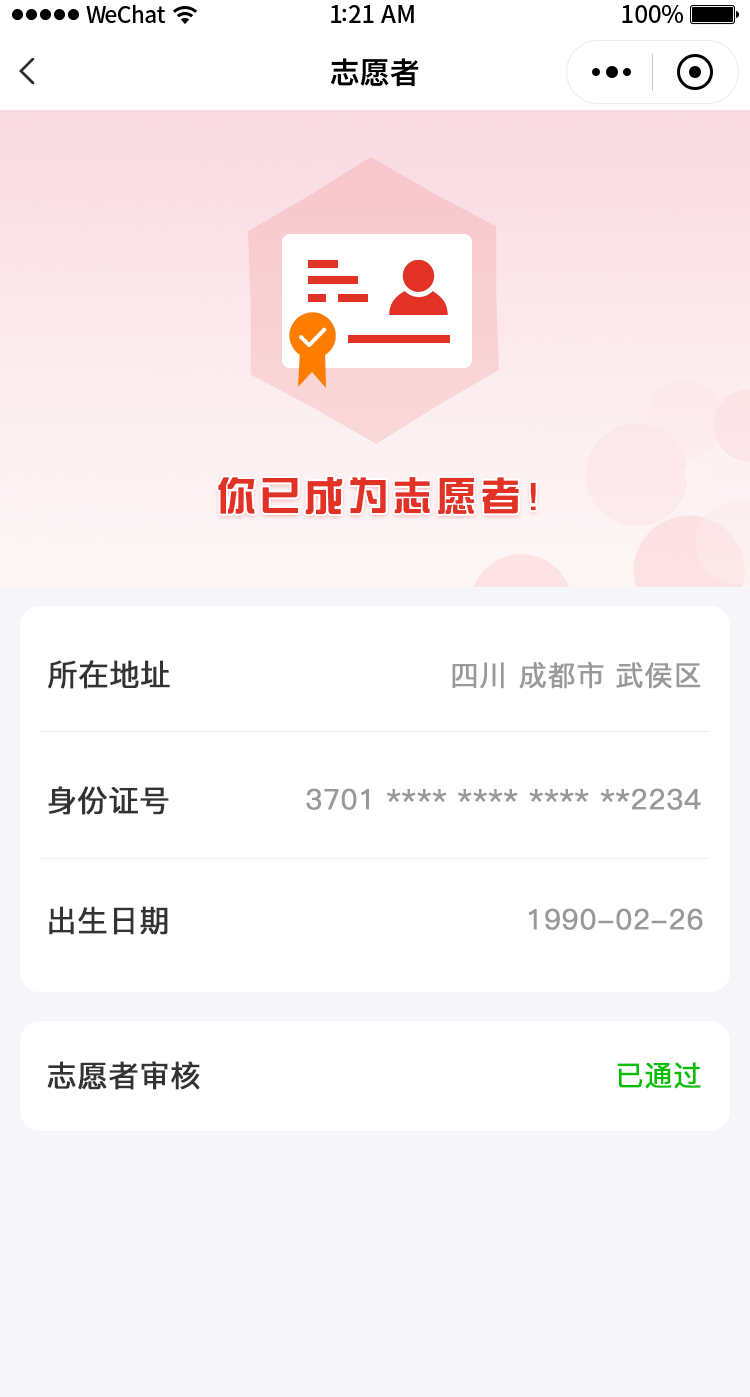 WeChat 1:21 AM 100%
志愿者
你已成为志愿者!
所在地址 四川 成都市 武侯区
身份证号 3701 **** **** **** **2234
出生日期 1990-02-26
志愿者审核 已通过